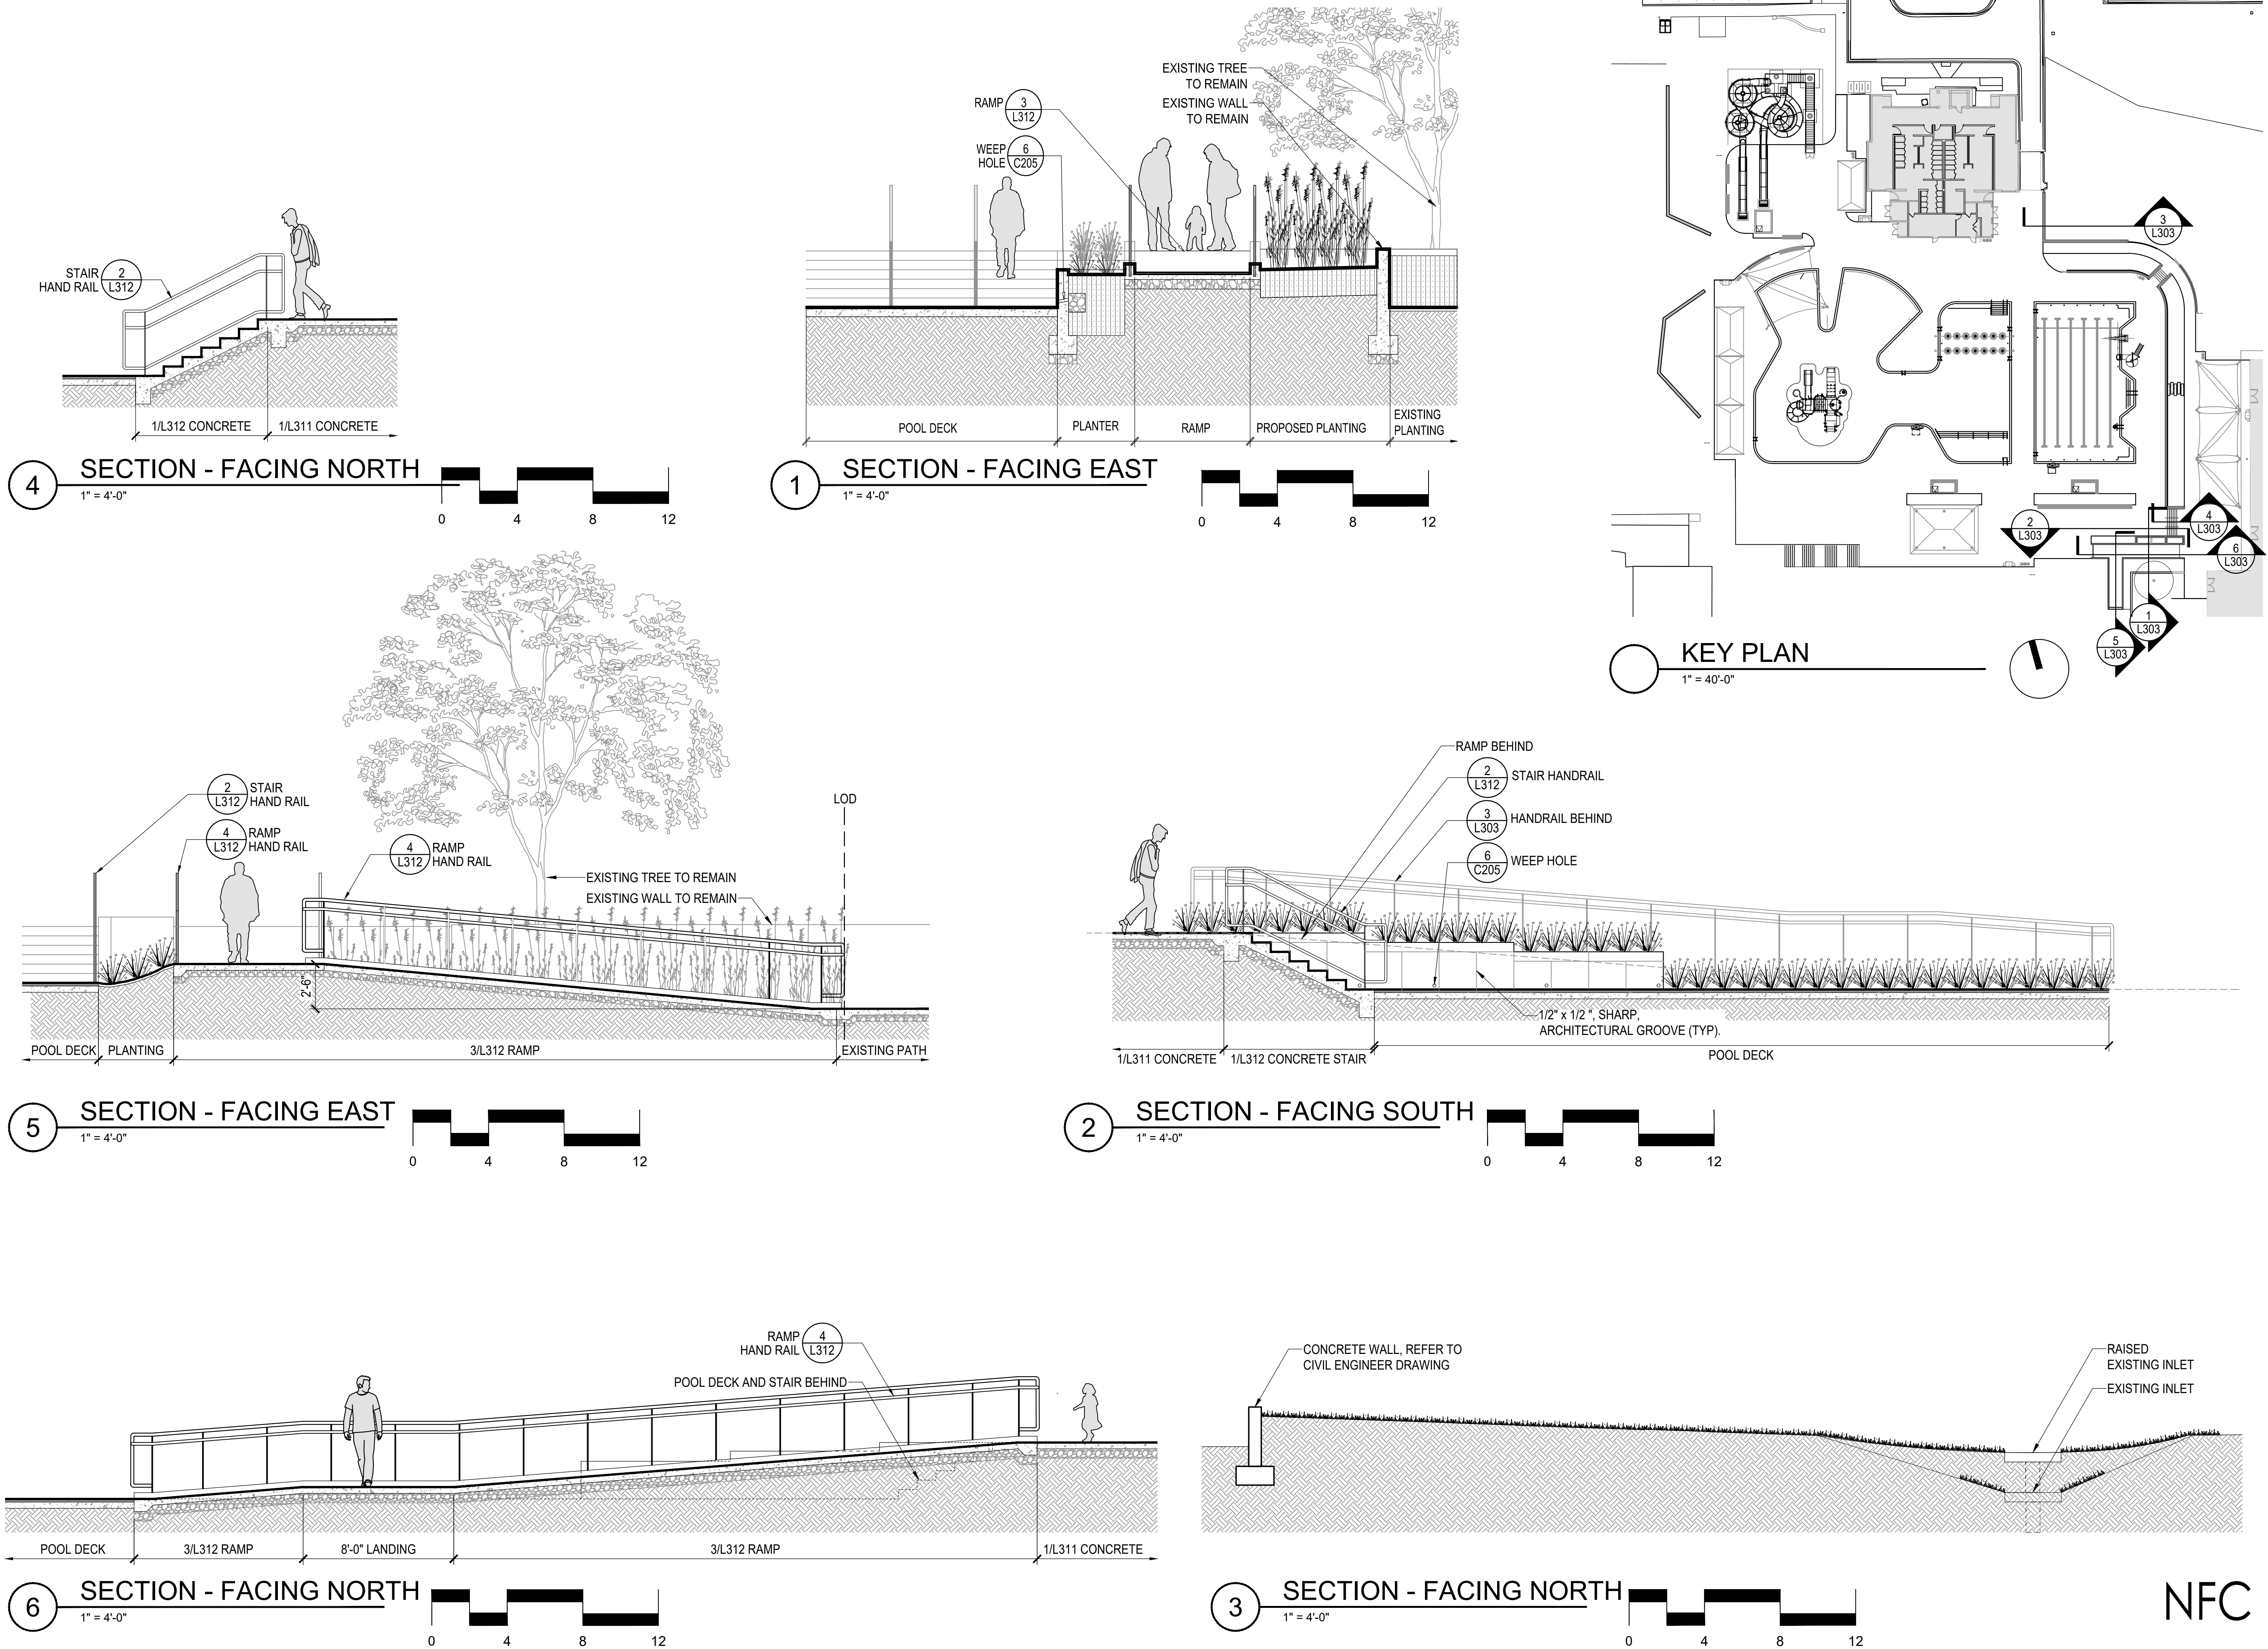 STAIR
HAND RAIL
2
L312
1/L312 CONCRETE
1/L311 CONCRETE
4
SECTION - FACING NORTH
1" = 4'-0"
0 4 8 12
EXISTING TREE
TO REMAIN
EXISTING WALL
TO REMAIN
RAMP
3
L312
WEEP
HOLE
6
C205
POOL DECK
PLANTER
RAMP
PROPOSED PLANTING
EXISTING
PLANTING
1
SECTION - FACING EAST
1" = 4'-0"
0 4 8 12
3
L303
2
L303
4
L303
6
L303
1
L303
5
L303
M
M
M
KEY PLAN
1" = 40'-0"
2
L312
STAIR
HAND RAIL
4
L312
RAMP
HAND RAIL
4
L312
RAMP
HAND RAIL
LOD
EXISTING TREE TO REMAIN
EXISTING WALL TO REMAIN
2'-6"
POOL DECK
PLANTING
3/L312 RAMP
EXISTING PATH
5
SECTION - FACING EAST
1" = 4'-0"
0 4 8 12
RAMP BEHIND
2
L312
STAIR HANDRAIL
3
L303
HANDRAIL BEHIND
6
C205
WEEP HOLE
1/2" x 1/2 ", SHARP,
ARCHITECTURAL GROOVE (TYP).
1/L311 CONCRETE
1/L312 CONCRETE STAIR
POOL DECK
2
SECTION - FACING SOUTH
1" = 4'-0"
0 4 8 12
RAMP
HAND RAIL
4
L312
POOL DECK AND STAIR BEHIND
POOL DECK
3/L312 RAMP
8'-0" LANDING
3/L312 RAMP
1/L311 CONCRETE
6
SECTION - FACING NORTH
1" = 4'-0"
0 4 8 12
CONCRETE WALL, REFER TO
CIVIL ENGINEER DRAWING
RAISED
EXISTING INLET
EXISTING INLET
3
SECTION - FACING NORTH
1" = 4'-0"
0 4 8 12
NFC